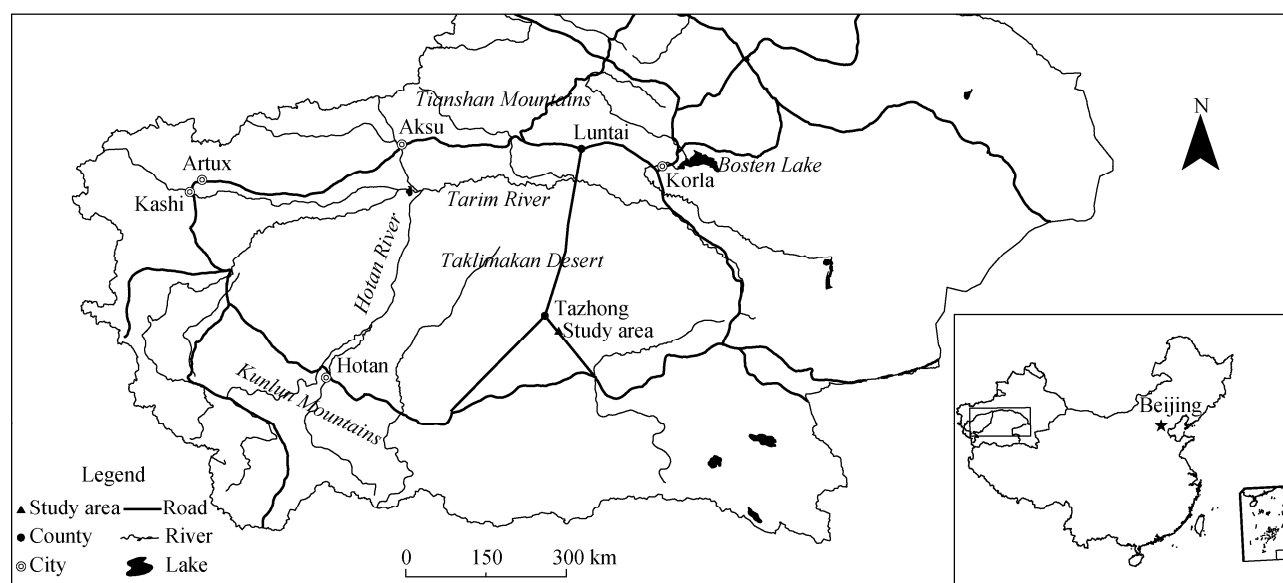 N
Tianshan Mountains
Aksu
Luntai
Artux
Bosten Lake
Korla
Kashi
Tarim River
Hotan River
Taklimakan Desert
Tazhong
Study area
Hotan
Kunlun Mountains
Beijing
Legend
Study area Road
County River
City Lake
0 150 300 km